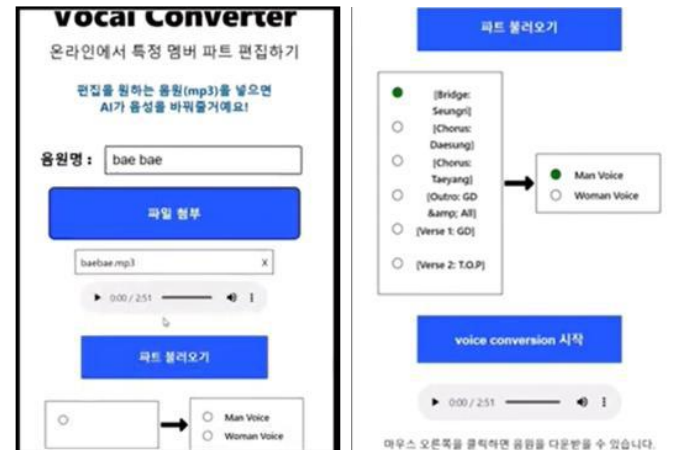 Vocal Converter
온라인에서 특정 멤버 파트 편집하기
편집을 원하는 음원(mp3)을 넣으면
AI가 음성을 바꿔줄거예요!
음원명 : bae bae
파일 첨부
baebae.mp3 X
0:00 / 2:51
파트 불러오기
Man Voice
Woman Voice
파트 불러오기
[Bridge:
Seungri]
[Chorus:
Daesung]
[Chorus:
Taeyang]
[Outro: GD
&amp; All]
[Verse 1: GD]
[Verse 2: T.O.P]
Man Voice
Woman Voice
voice conversion 시작
0:00 / 2:51
마우스 오른쪽을 클릭하면 음원을 다운받을 수 있습니다.